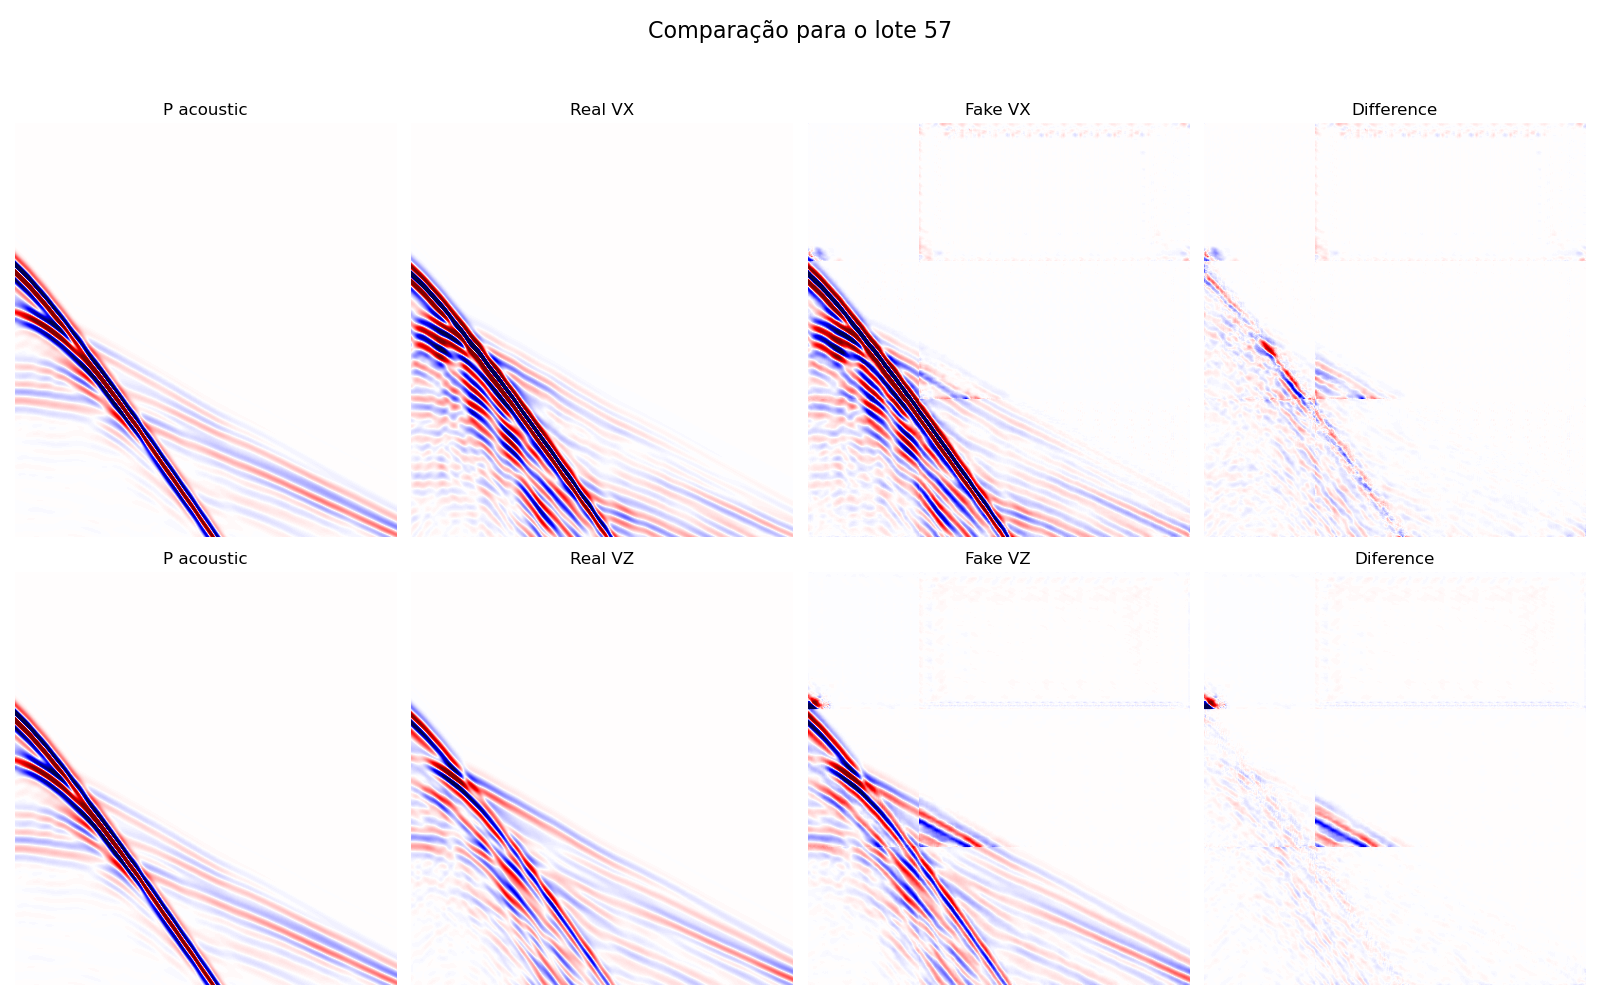 Comparação para o lote 57
P acoustic
Real VX
Fake VX
Difference
P acoustic
Real VZ
Fake VZ
Diference